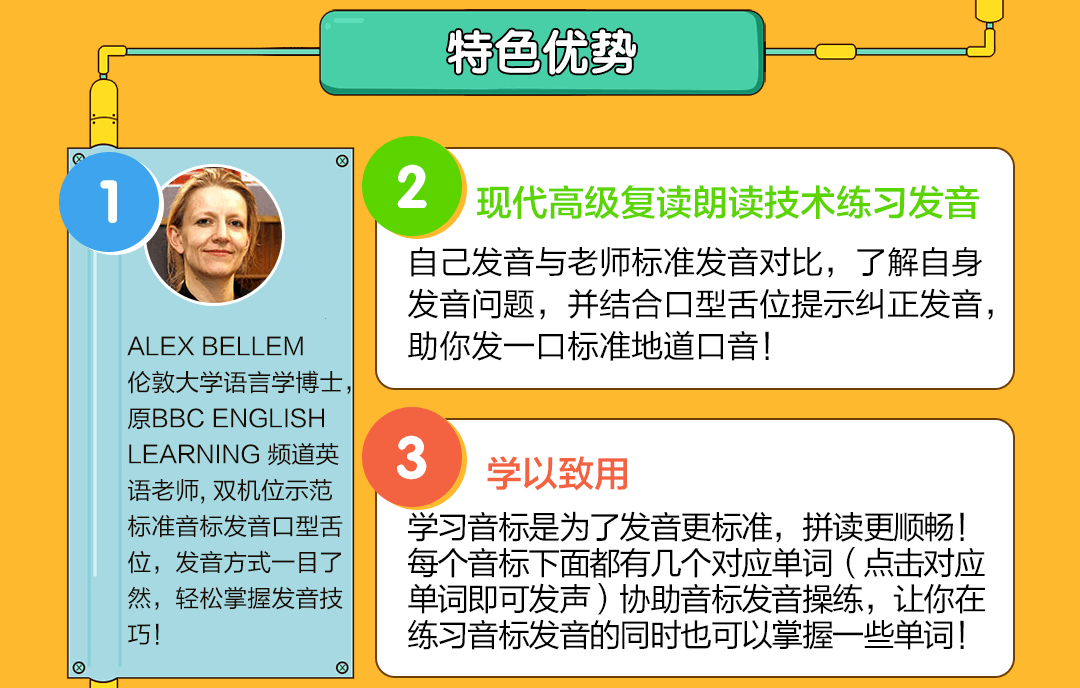 特色优势
1
ALEX BELLEM
伦敦大学语言学博士，
原BBC ENGLISH
LEARNING 频道英
语老师, 双机位示范
标准音标发音口型舌
位，发音方式一目了
然，轻松掌握发音技
巧！
2
现代高级复读朗读技术练习发音
自己发音与老师标准发音对比，了解自身
发音问题，并结合口型舌位提示纠正发音，
助你发一口标准地道口音！
3
学以致用
学习音标是为了发音更标准，拼读更顺畅！
每个音标下面都有几个对应单词（点击对应
单词即可发声）协助音标发音操练，让你在
练习音标发音的同时也可以掌握一些单词！